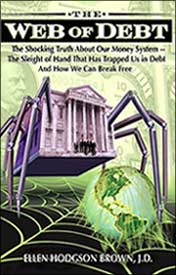 THE
WEB OF DEBT
The Shocking Truth About Our Money System —
The Sleight of Hand That Has Trapped Us in Debt
And How We Can Break Free
ELLEN HODGSON BROWN, J.D.